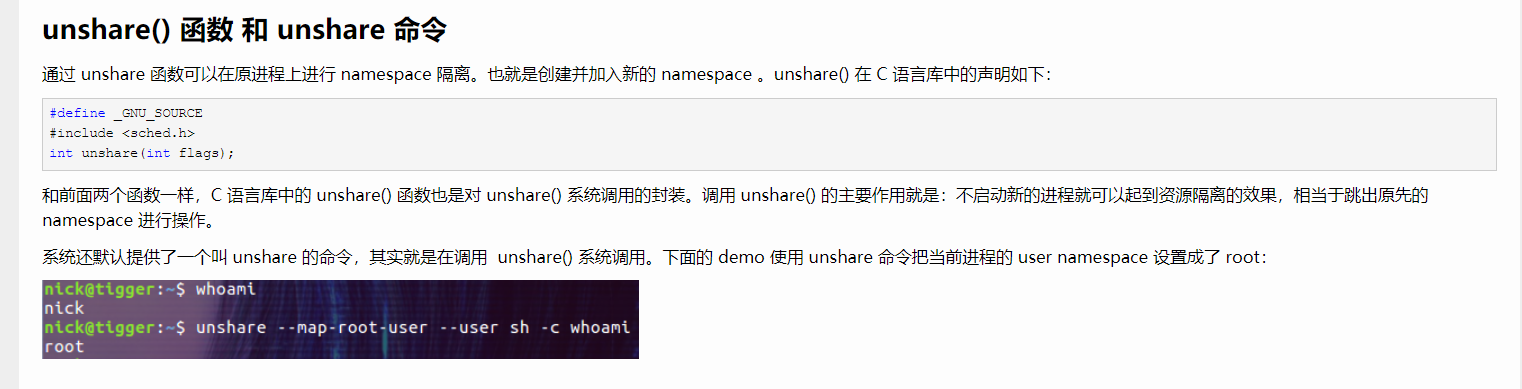 unshare() 函数 和 unshare 命令
通过 unshare 函数可以在原进程上进行 namespace 隔离。也就是创建并加入新的 namespace 。unshare() 在 C 语言库中的声明如下：
#define _GNU_SOURCE
#include <sched.h>
int unshare(int flags);
和前面两个函数一样，C 语言库中的 unshare() 函数也是对 unshare() 系统调用的封装。调用 unshare() 的主要作用就是：不启动新的进程就可以起到资源隔离的效果，相当于跳出原先的
namespace 进行操作。
系统还默认提供了一个叫 unshare 的命令，其实就是在调用  unshare() 系统调用。下面的 demo 使用 unshare 命令把当前进程的 user namespace 设置成了 root：
nick@tigger:~$ whoami
nick
nick@tigger:~$ unshare --map-root-user --user sh -c whoami
root